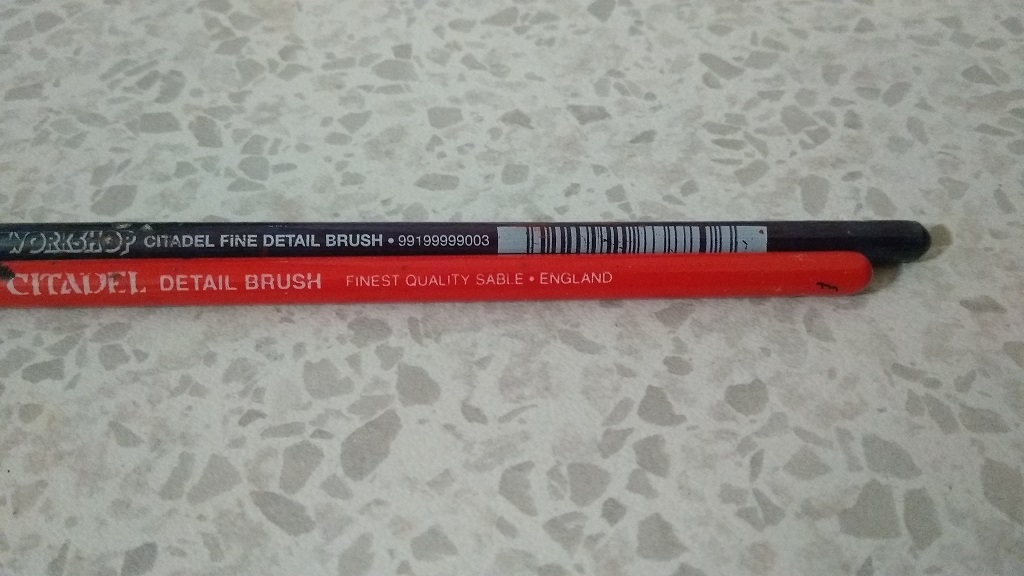 WORKSHOP CITADEL FINE DETAIL BRUSH • 99199999003
CITADEL DETAIL BRUSH FINEST QUALITY SABLE • ENGLAND